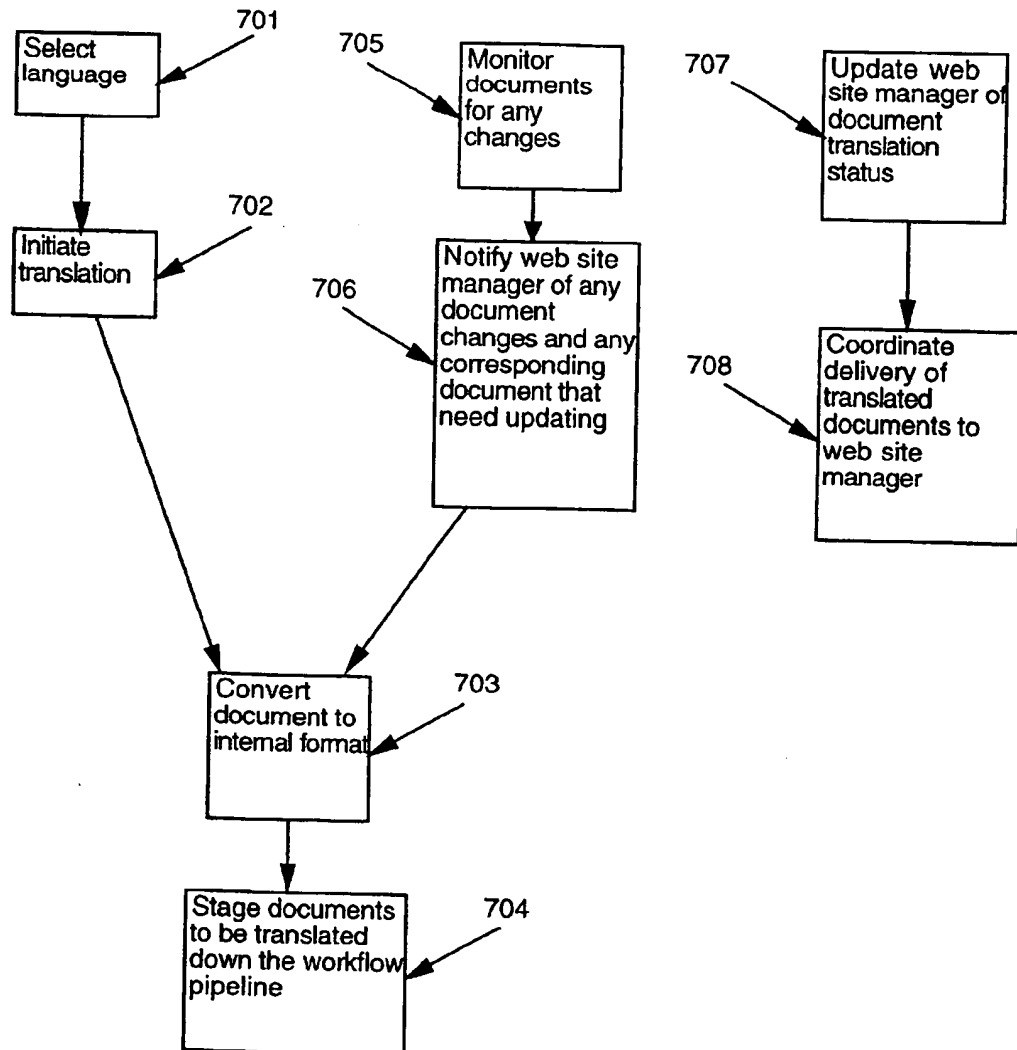 701
Select
language
702
Initiate
translation
705
Monitor
documents
for any
changes
706
Notify web site
manager of any
document
changes and any
corresponding
document that
need updating
707
Update web
site manager of
document
translation
status
708
Coordinate
delivery of
translated
documents to
web site
manager
703
Convert
document to
internal format
704
Stage documents
to be translated
down the workflow
pipeline